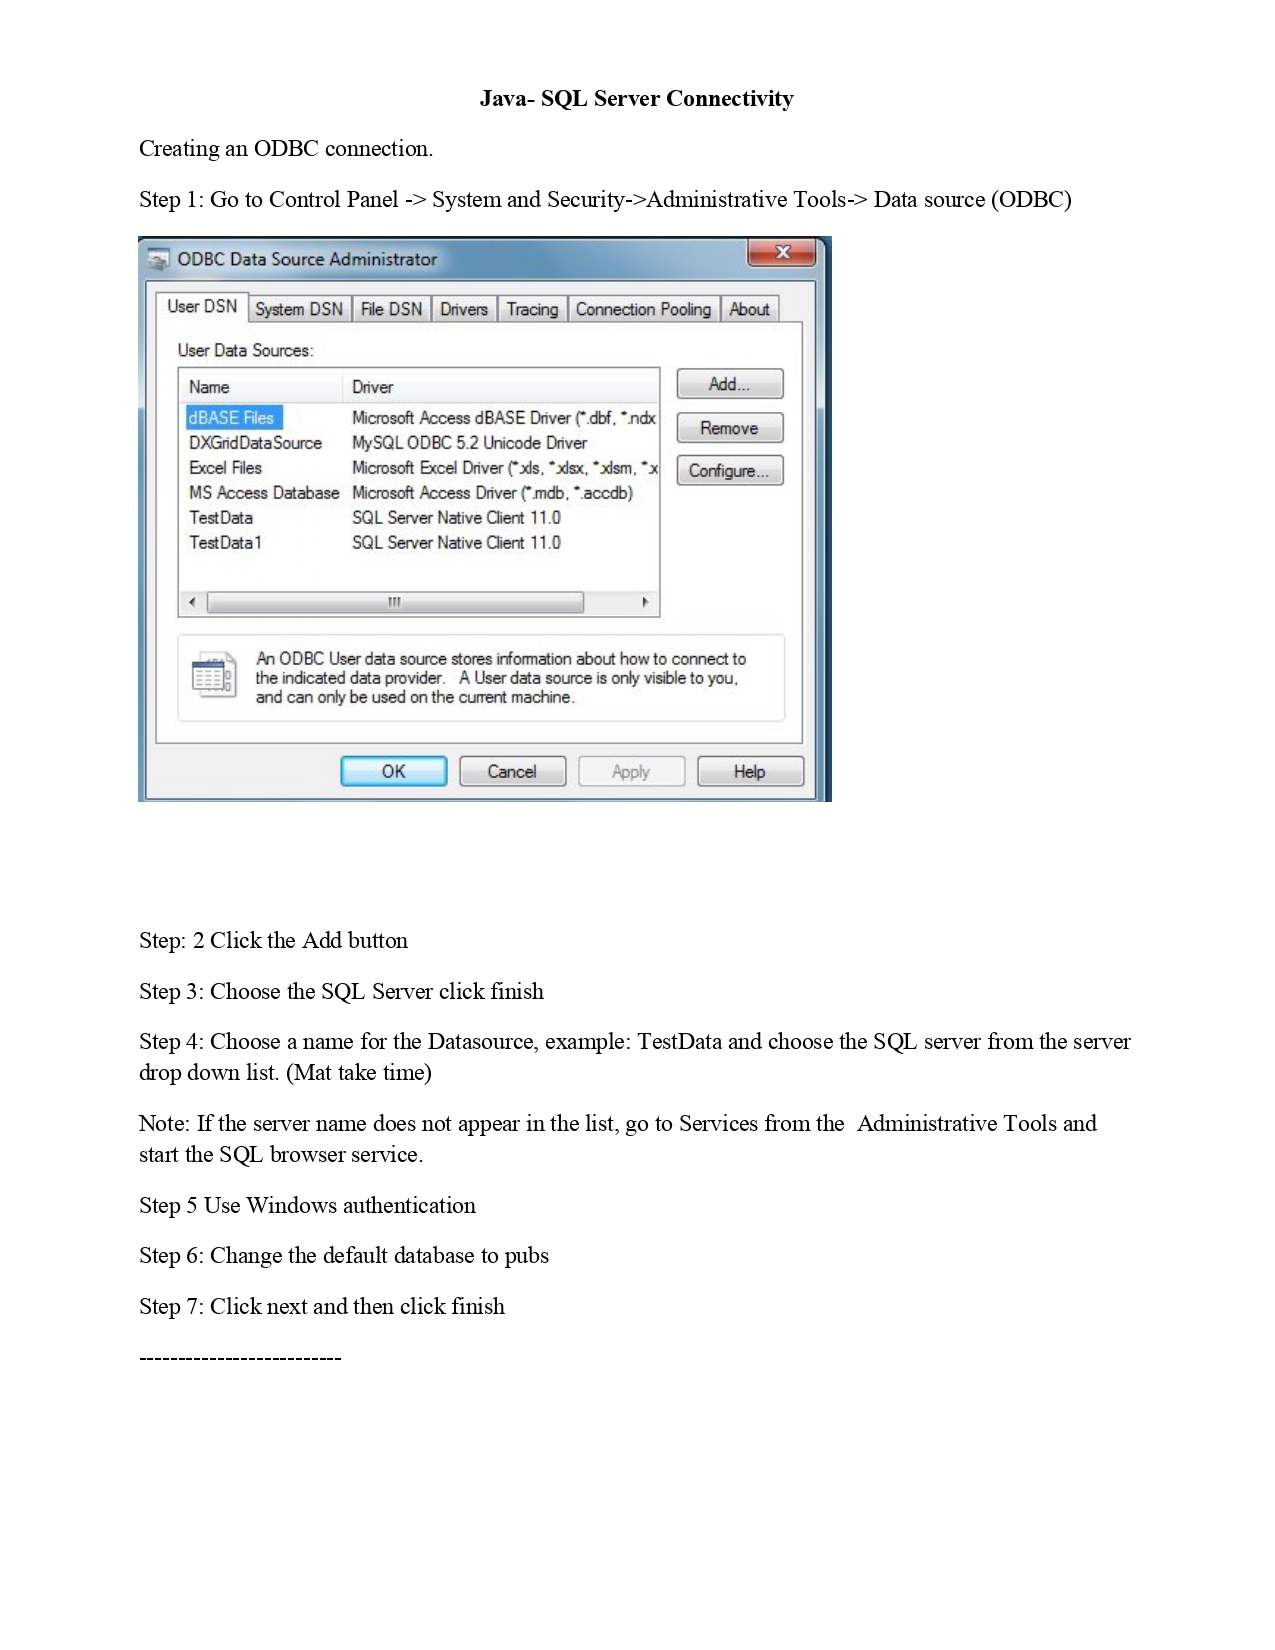 Java- SQL Server Connectivity
Creating an ODBC connection.
Step 1: Go to Control Panel -> System and Security->Administrative Tools-> Data source (ODBC)
ODBC Data Source Administrator
User DSN System DSN File DSN Drivers Tracing Connection Pooling About
User Data Sources:
Name Driver
dBASE Files Microsoft Access dBASE Driver (*.dbf, *.ndx
DXGridDataSource MySQL ODBC 5.2 Unicode Driver
Excel Files Microsoft Excel Driver (*.xls, *.xlsx, *.xlsm, *.x
MS Access Database Microsoft Access Driver (*.mdb, *.accdb)
TestData SQL Server Native Client 11.0
TestData1 SQL Server Native Client 11.0
Add...
Remove
Configure...
An ODBC User data source stores information about how to connect to
the indicated data provider. A User data source is only visible to you,
and can only be used on the current machine.
OK Cancel Apply Help
Step: 2 Click the Add button
Step 3: Choose the SQL Server click finish
Step 4: Choose a name for the Datasource, example: TestData and choose the SQL server from the server
drop down list. (Mat take time)
Note: If the server name does not appear in the list, go to Services from the  Administrative Tools and
start the SQL browser service.
Step 5 Use Windows authentication
Step 6: Change the default database to pubs
Step 7: Click next and then click finish
--------------------------